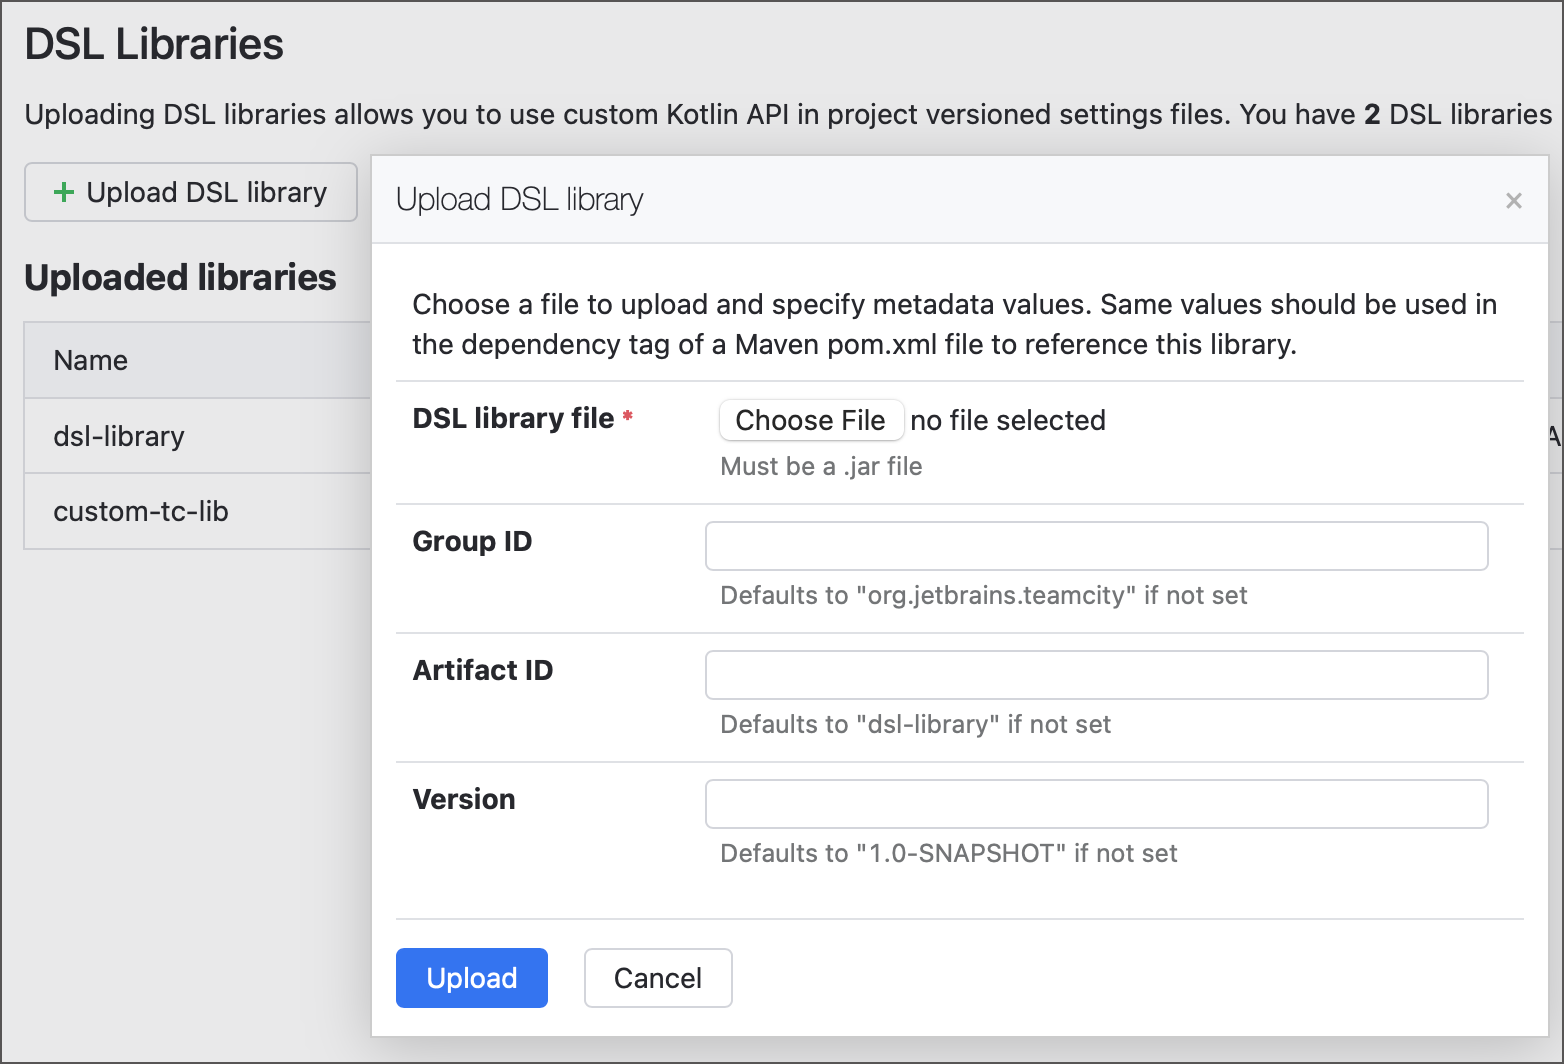 DSL Libraries
Uploading DSL libraries allows you to use custom Kotlin API in project versioned settings files. You have 2 DSL libraries
+ Upload DSL library
Uploaded libraries
Name
dsl-library
custom-tc-lib
Upload DSL library
×
Choose a file to upload and specify metadata values. Same values should be used in
the dependency tag of a Maven pom.xml file to reference this library.
DSL library file *
Choose File no file selected
Must be a .jar file
Group ID
Defaults to "org.jetbrains.teamcity" if not set
Artifact ID
Defaults to "dsl-library" if not set
Version
Defaults to "1.0-SNAPSHOT" if not set
Upload Cancel